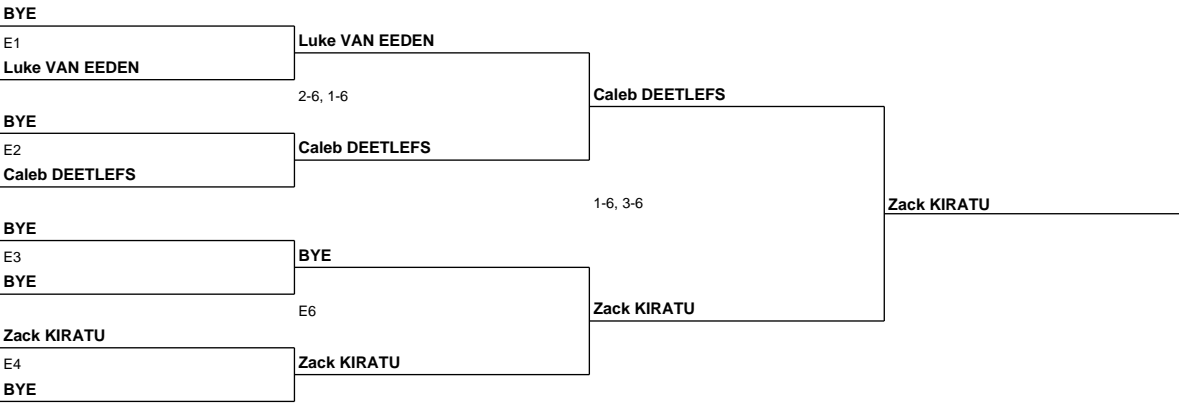 BYE
E1
Luke VAN EEDEN
Luke VAN EEDEN
2-6, 1-6
Caleb DEETLEFS
BYE
E2
Caleb DEETLEFS
Caleb DEETLEFS
1-6, 3-6
Zack KIRATU
BYE
E3
BYE
BYE
E6
Zack KIRATU
Zack KIRATU
E4
Zack KIRATU
BYE